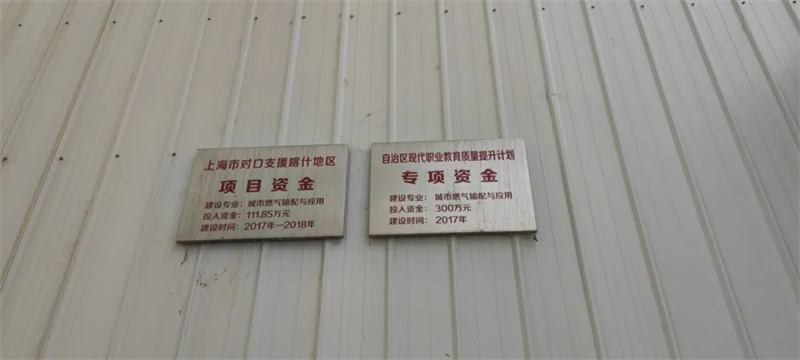 上海市对口支援喀什地区
项目资金
建设专业：城市燃气输配与应用
投入资金：111.85万元
建设时间：2017年—2018年
自治区现代职业教育质量提升计划
专项资金
建设专业：城市燃气输配与应用
投入资金：300万元
建设时间：2017年